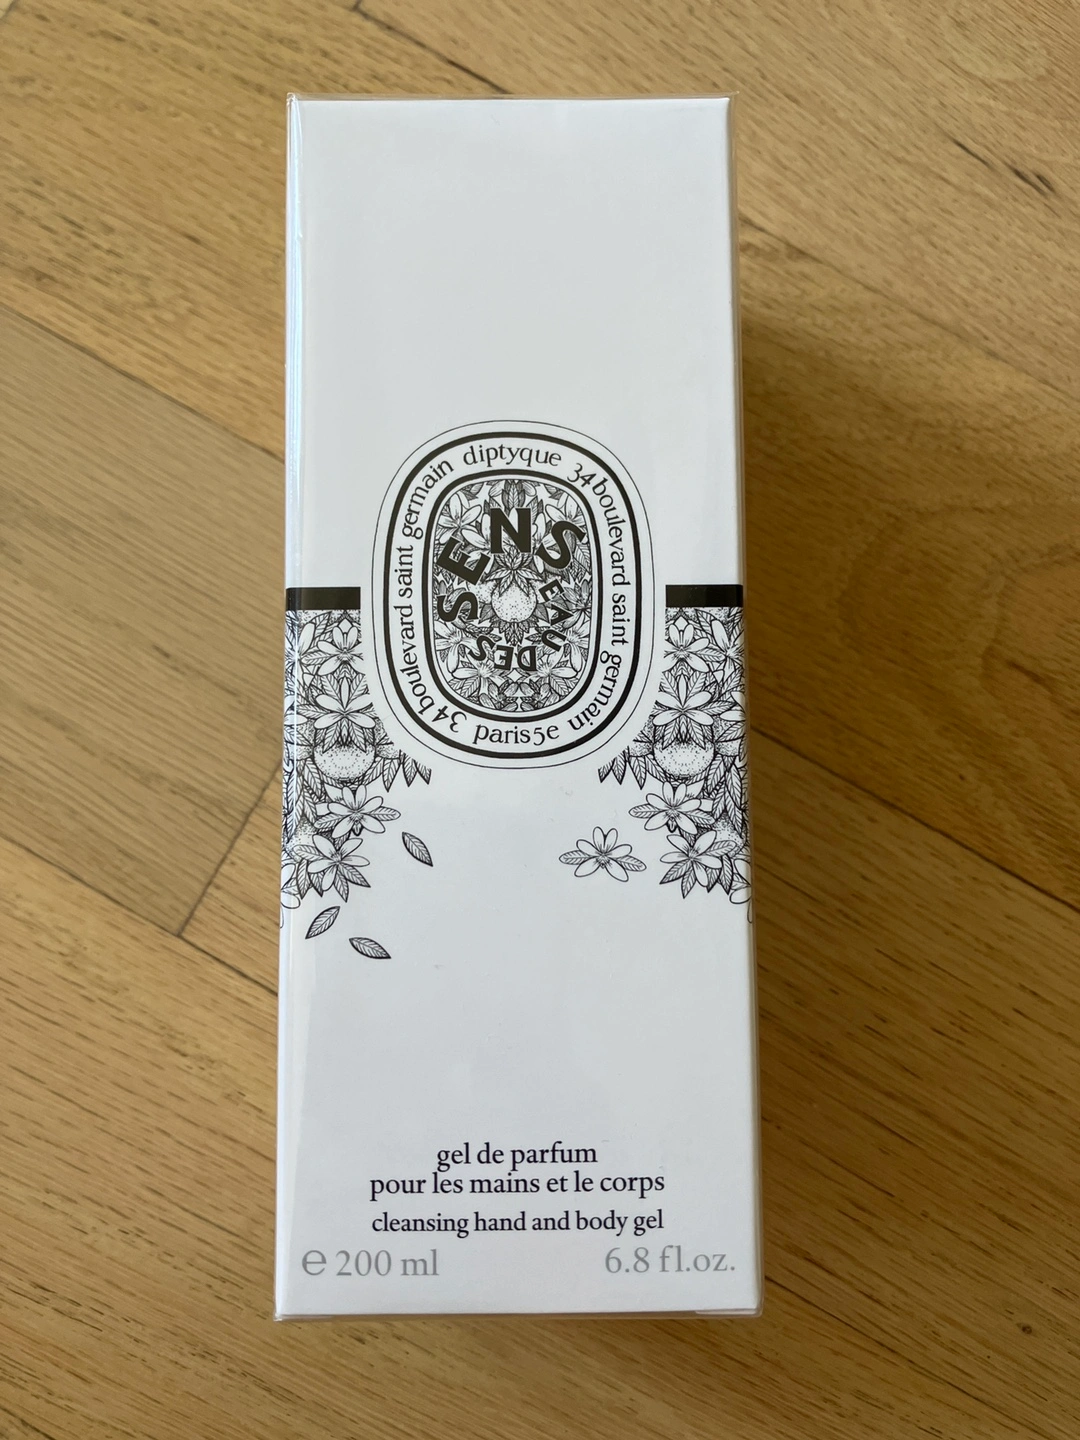 diptyque 34 boulevard saint germain paris5e 34 boulevard saint germain
EAU DES SENS
gel de parfum
pour les mains et le corps
cleansing hand and body gel
℮ 200 ml 6.8 fl.oz.